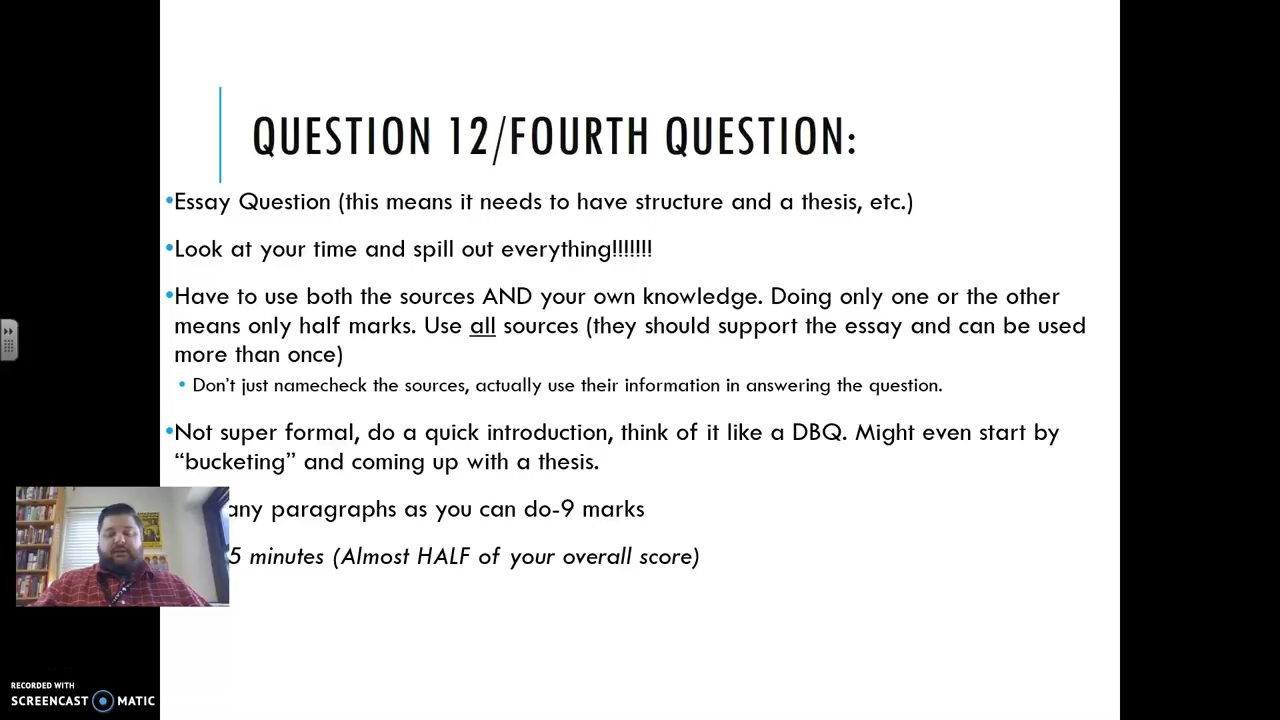 QUESTION 12/FOURTH QUESTION:
•Essay Question (this means it needs to have structure and a thesis, etc.)
•Look at your time and spill out everything!!!!!!!
•Have to use both the sources AND your own knowledge. Doing only one or the other
means only half marks. Use all sources (they should support the essay and can be used
more than once)
• Don't just namecheck the sources, actually use their information in answering the question.
•Not super formal, do a quick introduction, think of it like a DBQ. Might even start by
“bucketing” and coming up with a thesis.
paragraphs as you can do-9 marks
5 minutes (Almost HALF of your overall score)
RECORDED WITH
SCREENCAST MATIC